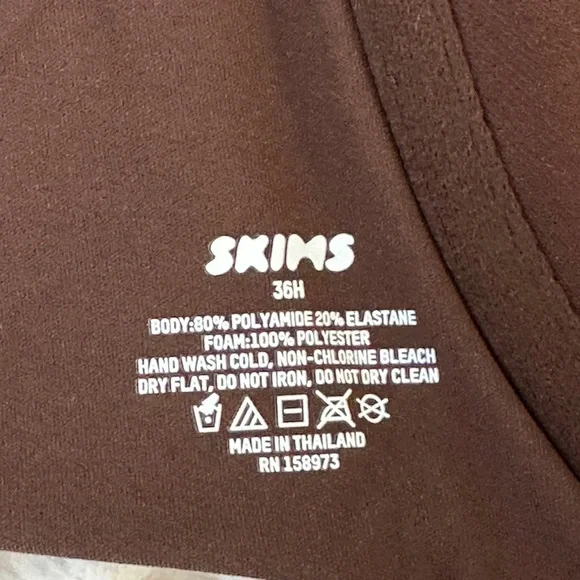 SKIMS
36H
BODY:80% POLYAMIDE 20% ELASTANE
FOAM:100% POLYESTER
HAND WASH COLD, NON-CHLORINE BLEACH
DRY FLAT, DO NOT IRON, DO NOT DRY CLEAN
MADE IN THAILAND
RN 158973